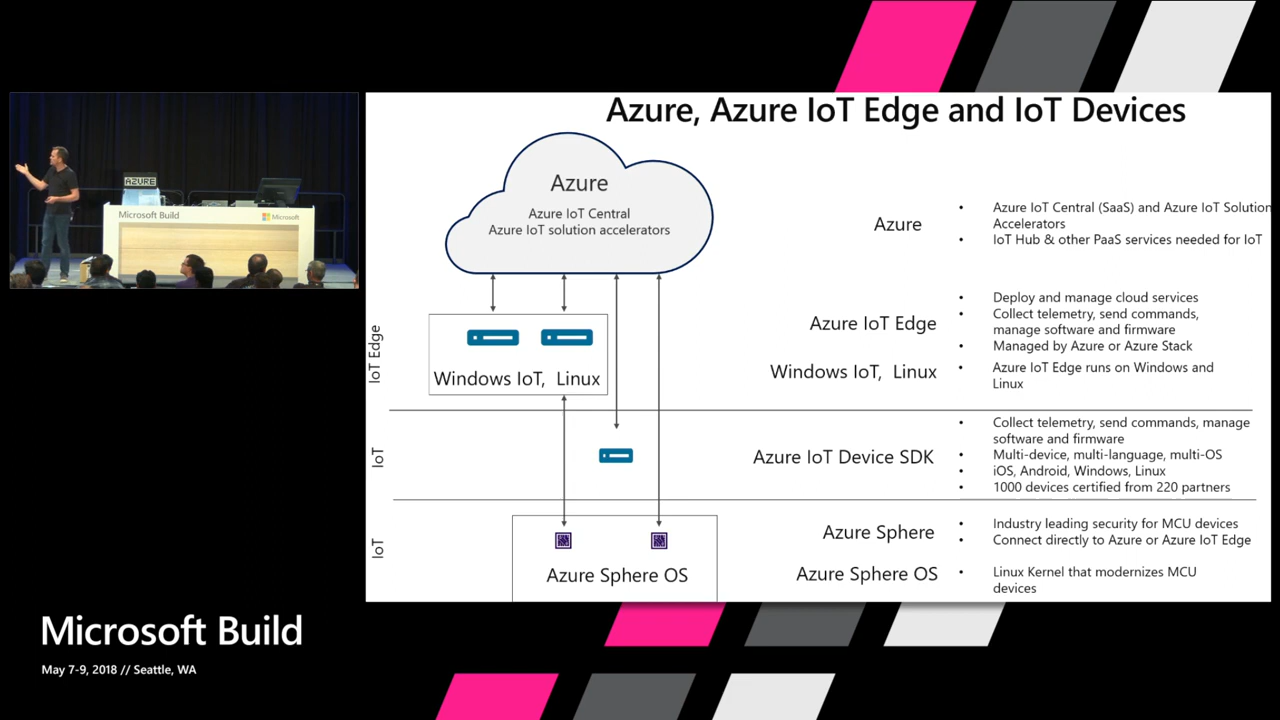 Azure, Azure IoT Edge and IoT Devices
Azure
Azure IoT Central
Azure IoT solution accelerators
Azure
• Azure IoT Central (SaaS) and Azure IoT Solution
Accelerators
• IoT Hub & other PaaS services needed for IoT
IoT Edge
Windows IoT, Linux
Azure IoT Edge
• Deploy and manage cloud services
• Collect telemetry, send commands,
manage software and firmware
• Managed by Azure or Azure Stack
Windows IoT, Linux
• Azure IoT Edge runs on Windows and
Linux
IoT
Azure IoT Device SDK
• Collect telemetry, send commands, manage
software and firmware
• Multi-device, multi-language, multi-OS
• iOS, Android, Windows, Linux
• 1000 devices certified from 220 partners
IoT
Azure Sphere OS
Azure Sphere
• Industry leading security for MCU devices
• Connect directly to Azure or Azure IoT Edge
Azure Sphere OS
• Linux Kernel that modernizes MCU
devices
AZURE
Microsoft Build
Microsoft
Microsoft Build
May 7-9, 2018 // Seattle, WA